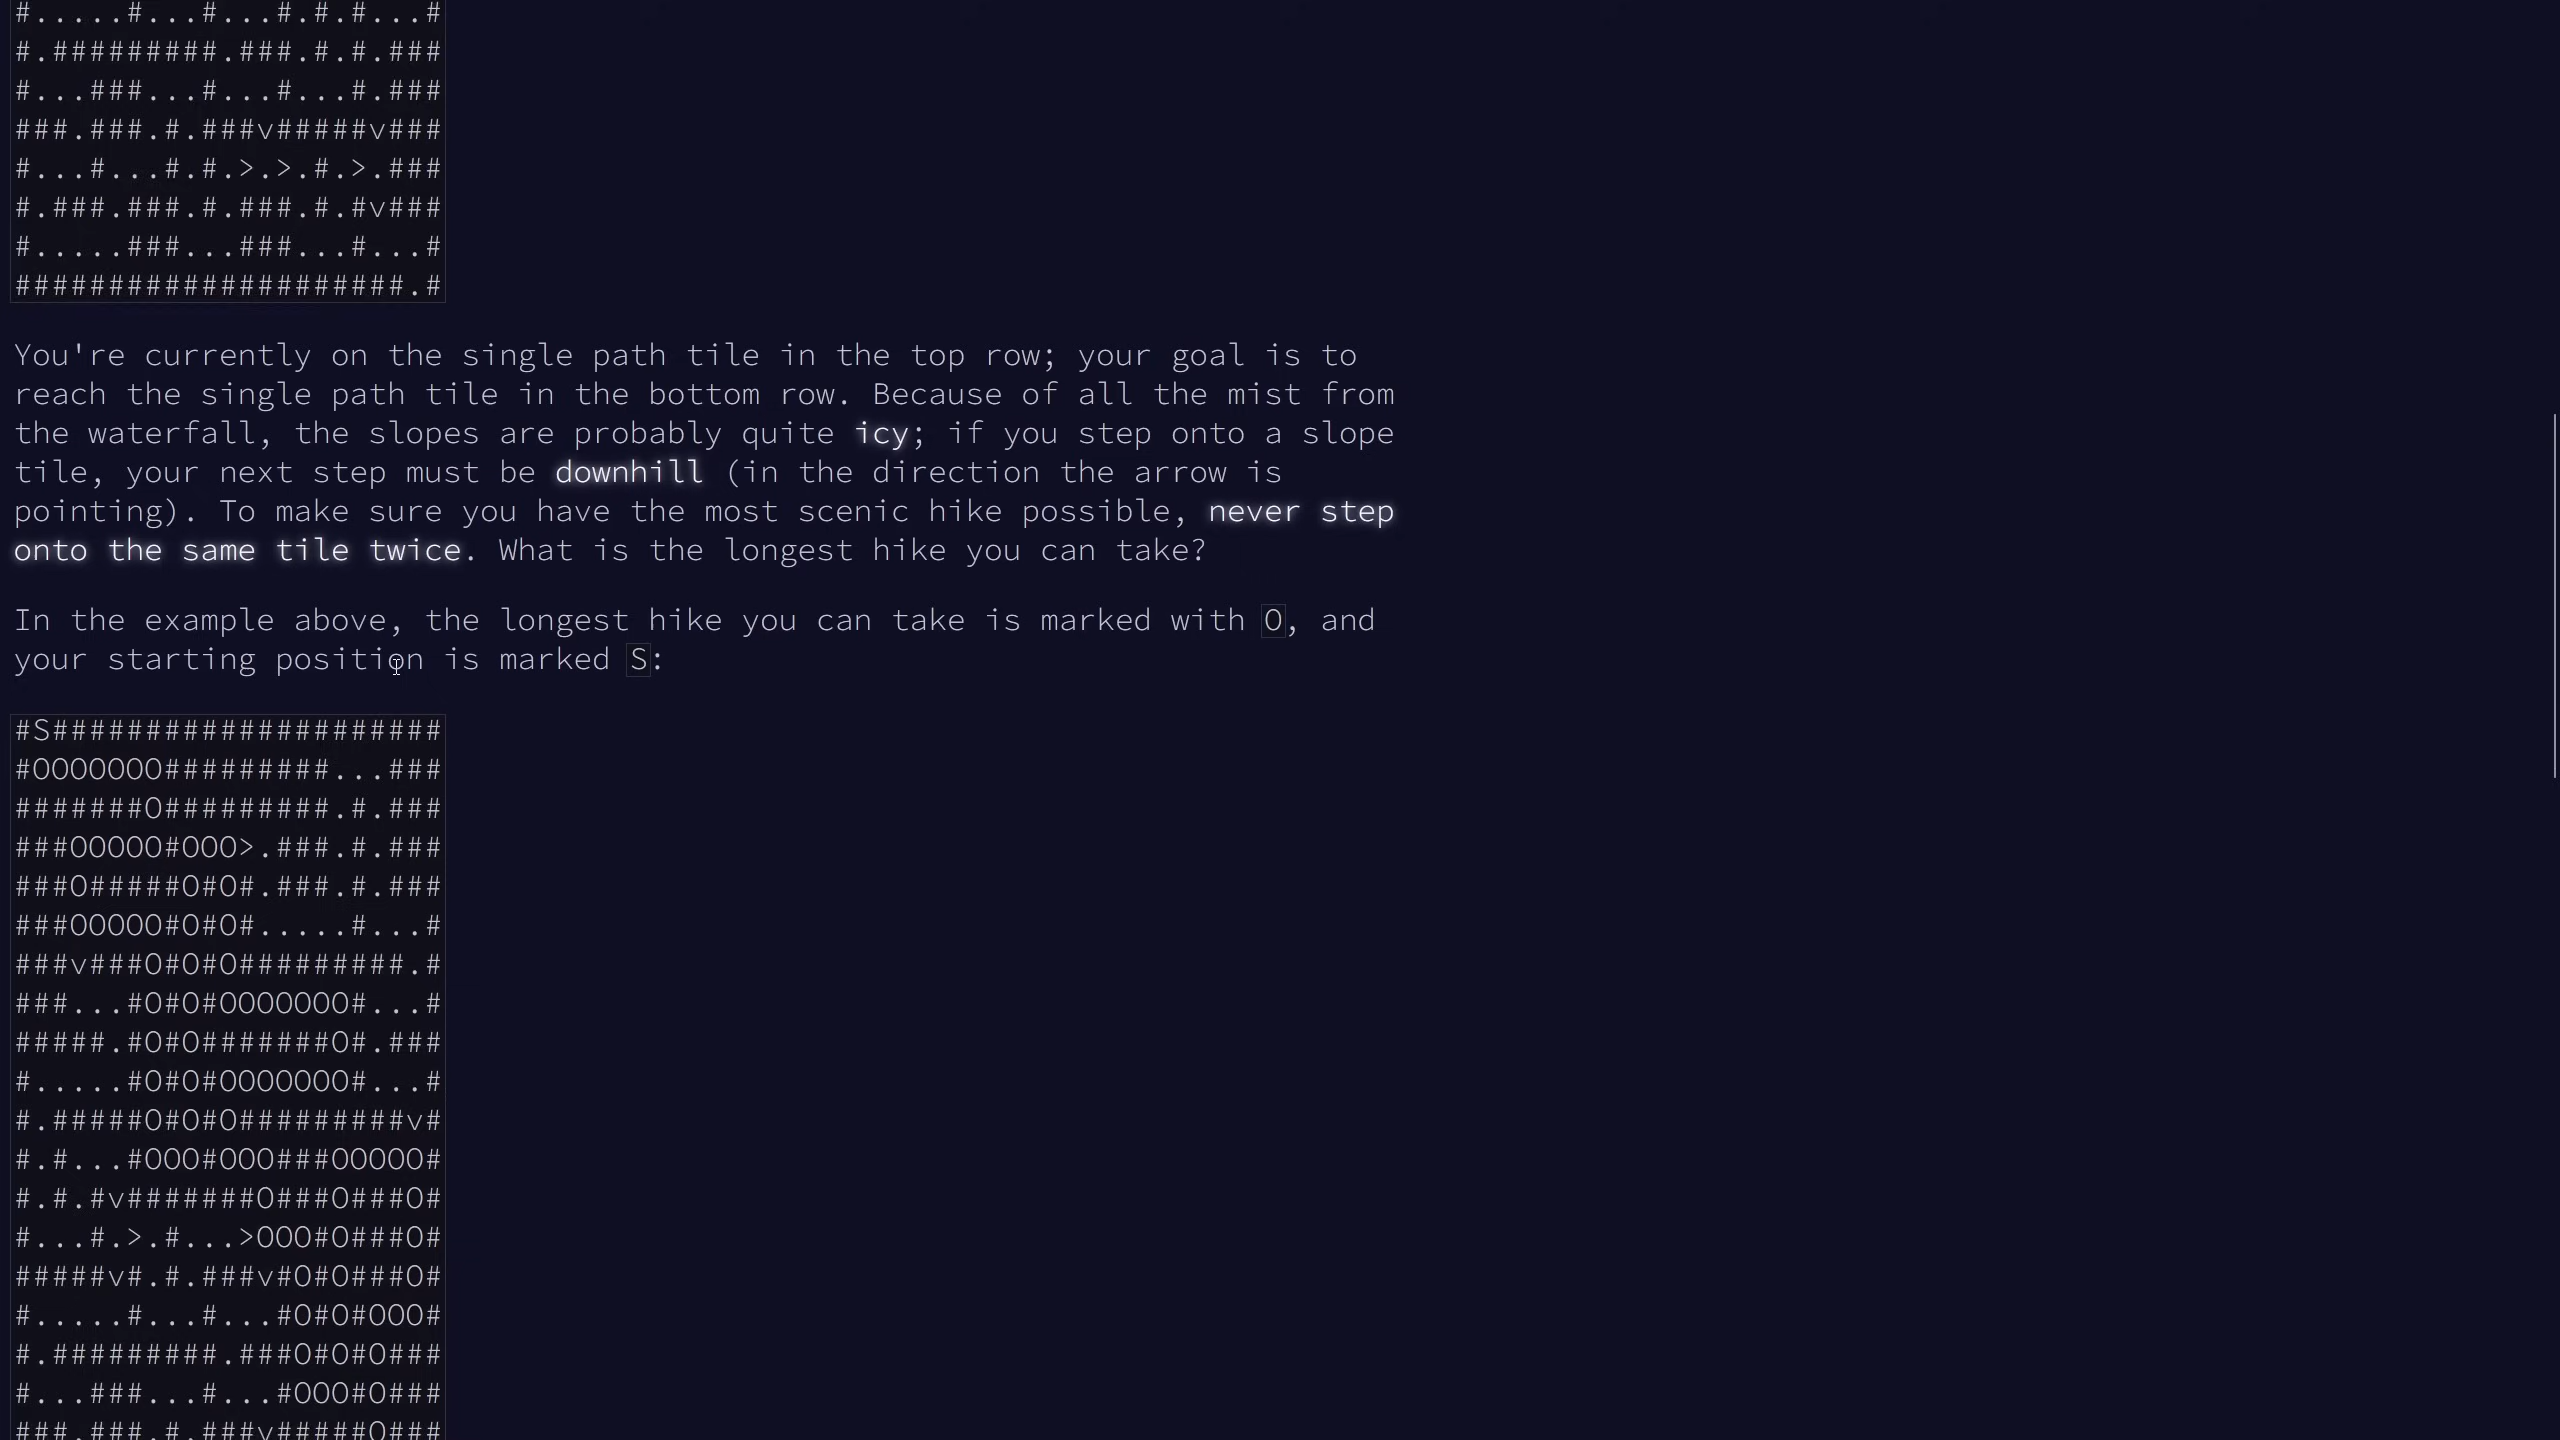 #.....#...#...#.#.#...#
#.#########.###.#.#.###
#...###...#...#...#.###
###.###.#.###v#####v###
#...#...#.#.>.>.#.>.###
#.###.###.#.###.#.#v###
#.....###...###...#...#
#####################.#
You're currently on the single path tile in the top row; your goal is to
reach the single path tile in the bottom row. Because of all the mist from
the waterfall, the slopes are probably quite icy; if you step onto a slope
tile, your next step must be downhill (in the direction the arrow is
pointing). To make sure you have the most scenic hike possible, never step
onto the same tile twice. What is the longest hike you can take?
In the example above, the longest hike you can take is marked with O, and
your starting position is marked S:
#S#####################
#OOOOOOO#########...###
#######O#########.#.###
###OOOOO#OOO>.###.#.###
###O#####O#O#.###.#.###
###OOOOO#O#O#.....#...#
###v###O#O#O#########.#
###...#O#O#OOOOOOO#...#
#####.#O#O#######O#.###
#.....#O#O#OOOOOOO#...#
#.#####O#O#O#########v#
#.#...#OOO#OOO###OOOOO#
#.#.#v#######O###O###O#
#...#.>.#...>OOO#O###O#
#####v#.#.###v#O#O###O#
#.....#...#...#O#O#OOO#
#.#########.###O#O#O###
#...###...#...#OOO#O###
###.###.#.###v#####O###